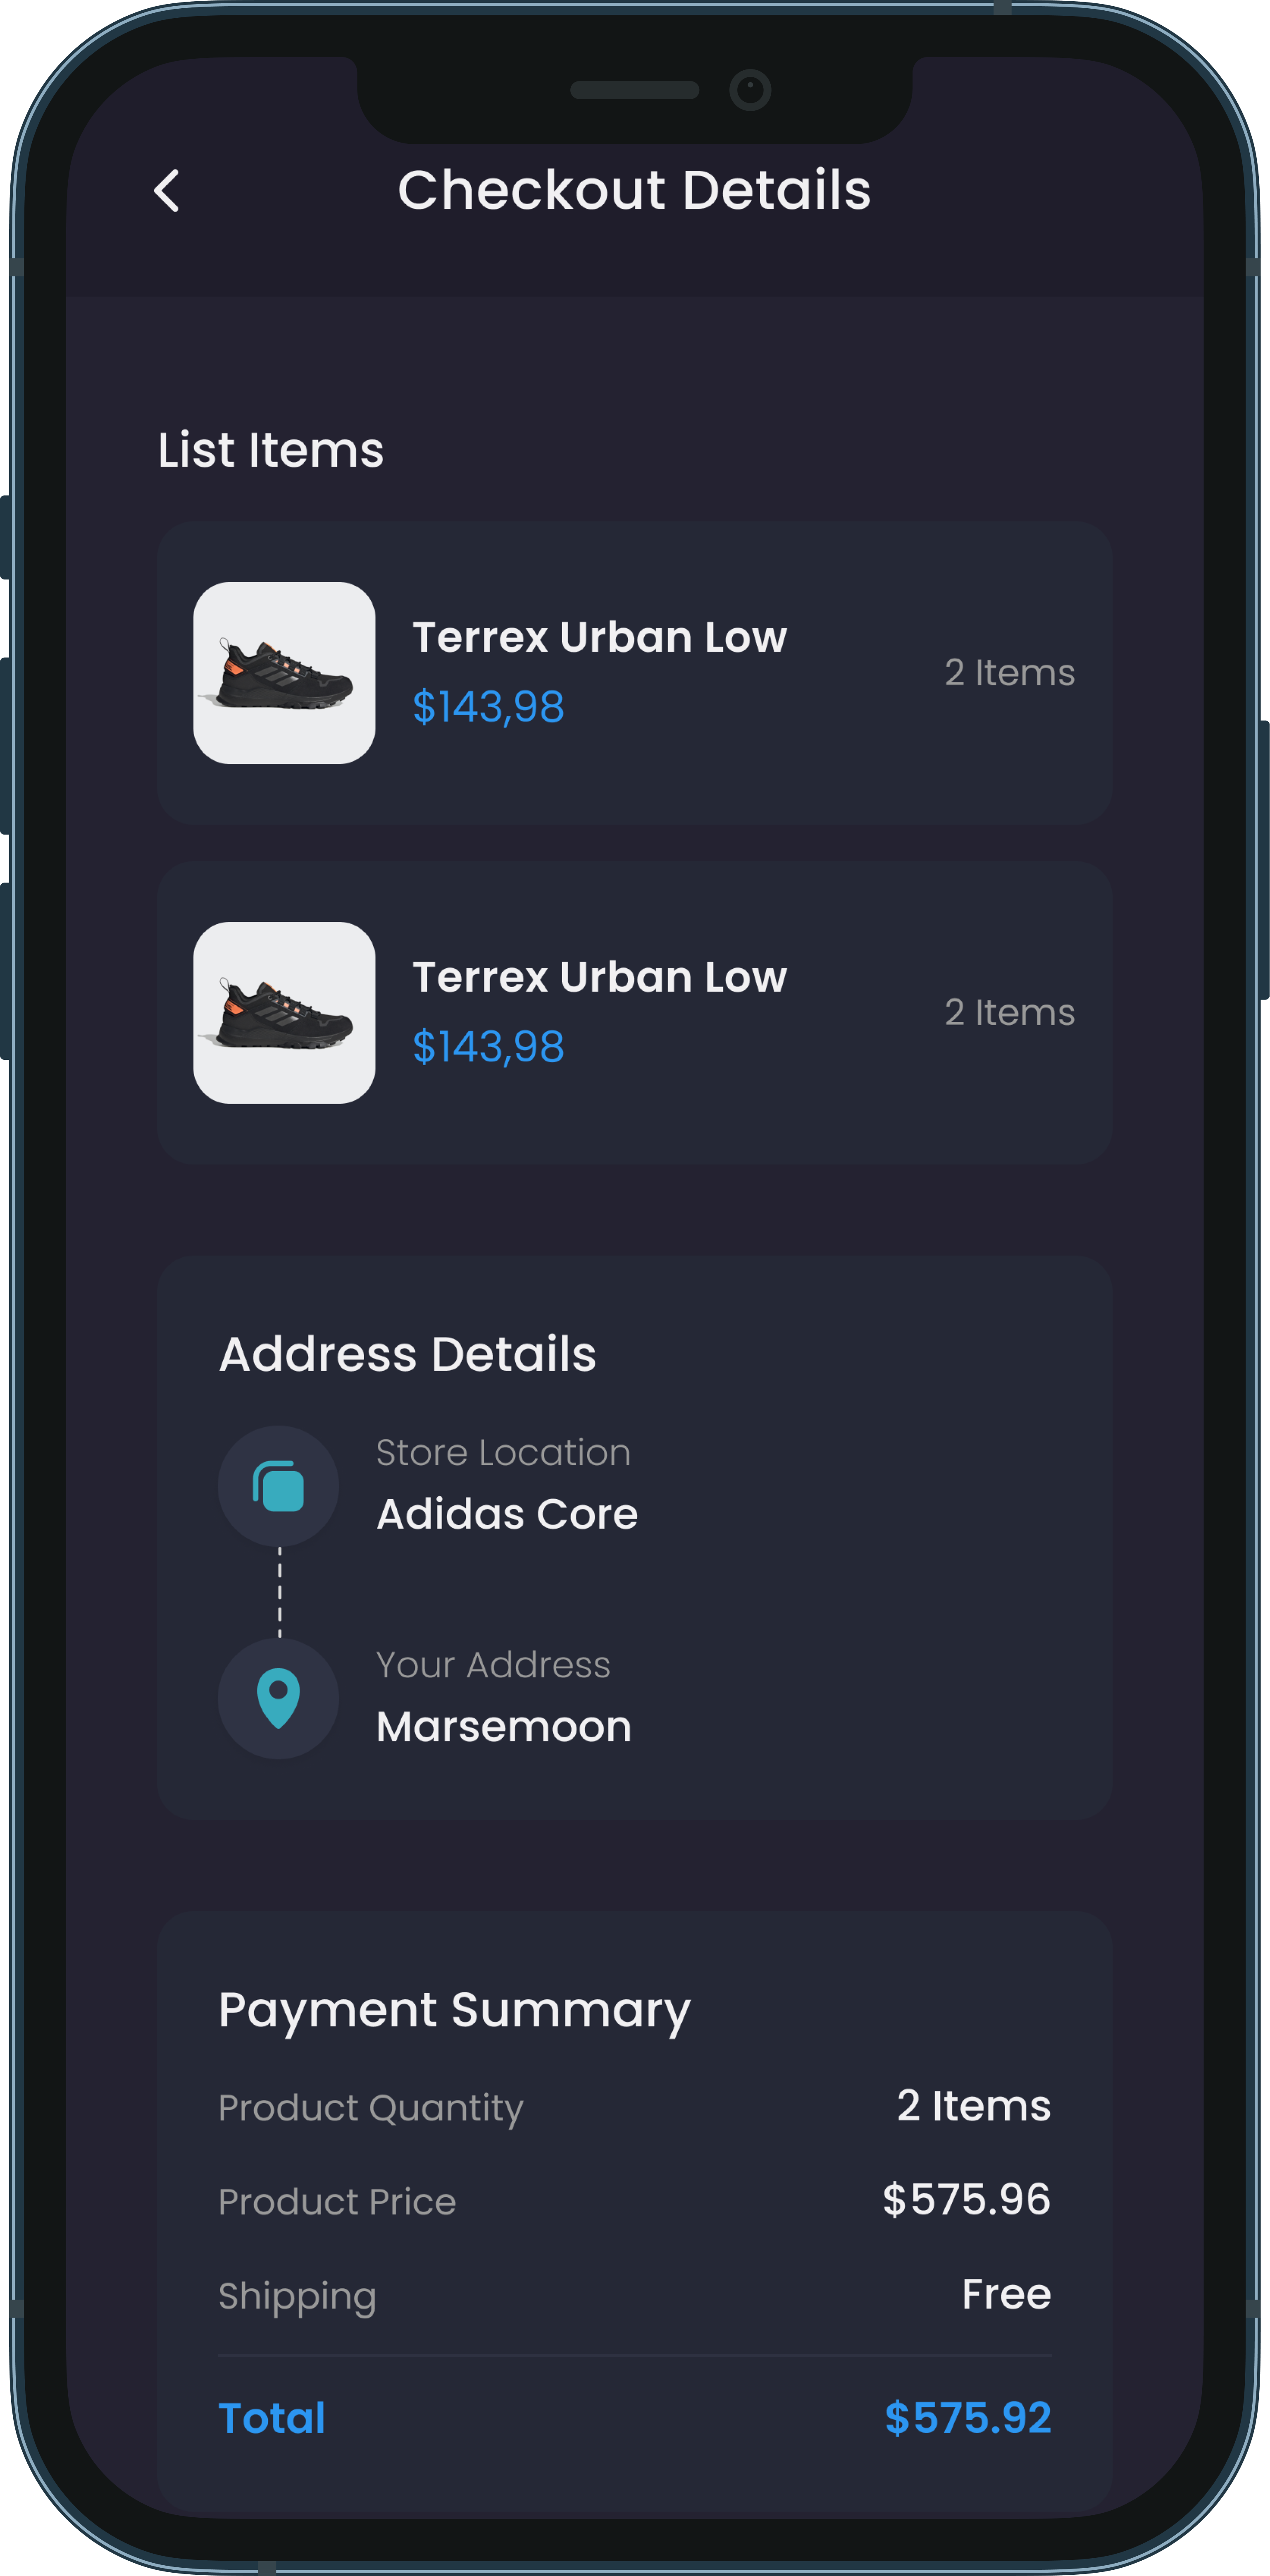 Checkout Details
List Items
Terrex Urban Low
$143,98
2 Items
Terrex Urban Low
$143,98
2 Items
Address Details
Store Location
Adidas Core
Your Address
Marsemoon
Payment Summary
Product Quantity 2 Items
Product Price $575.96
Shipping Free
Total $575.92